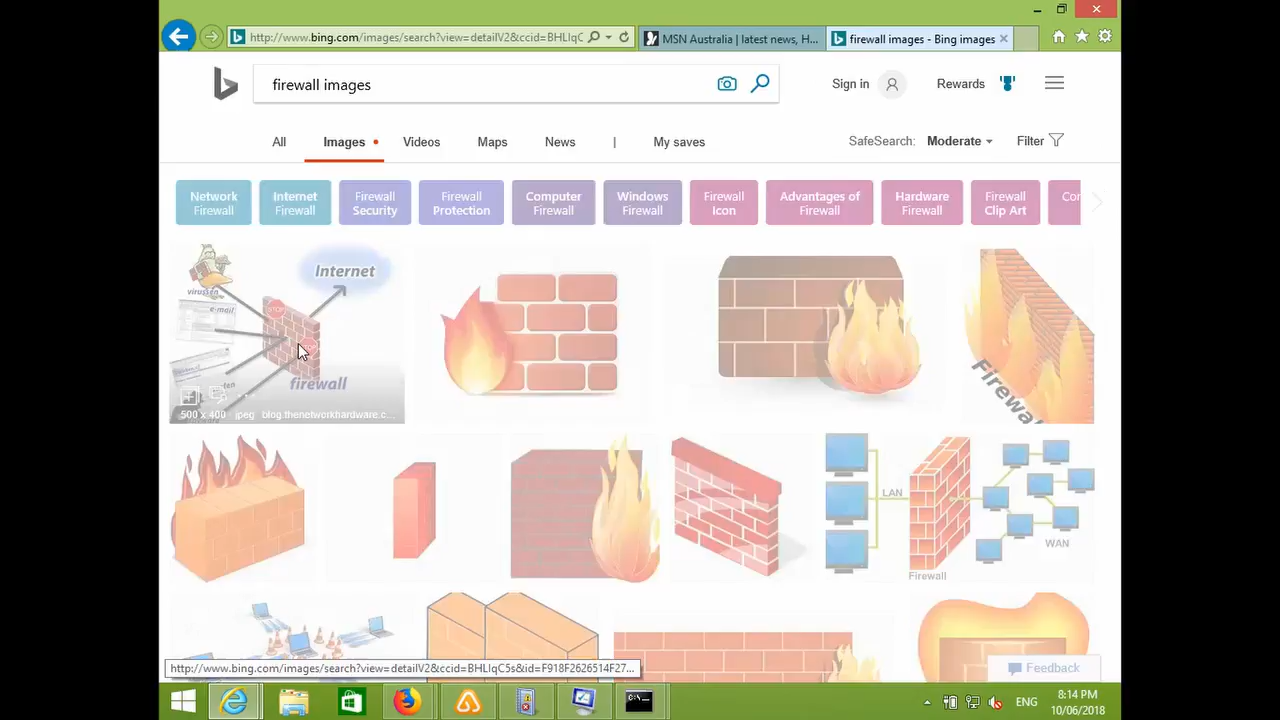 http://www.bing.com/images/search?view=detailV2&ccid=BHLIqC
MSN Australia | latest news, H...
firewall images - Bing images
firewall images
Sign in
Rewards
All
Images
Videos
Maps
News
|
My saves
SafeSearch: Moderate
Filter
Network Firewall
Internet Firewall
Firewall Security
Firewall Protection
Computer Firewall
Windows Firewall
Firewall Icon
Advantages of Firewall
Hardware Firewall
Firewall Clip Art
Internet
virussen
e-mail
STOP
firewall
500 x 400 jpeg blog.thenetworkhardware.c...
Firewa
LAN
WAN
Firewall
http://www.bing.com/images/search?view=detailV2&ccid=BHLIqC5s&id=F918F2626514F27...
Feedback
ENG
8:14 PM
10/06/2018